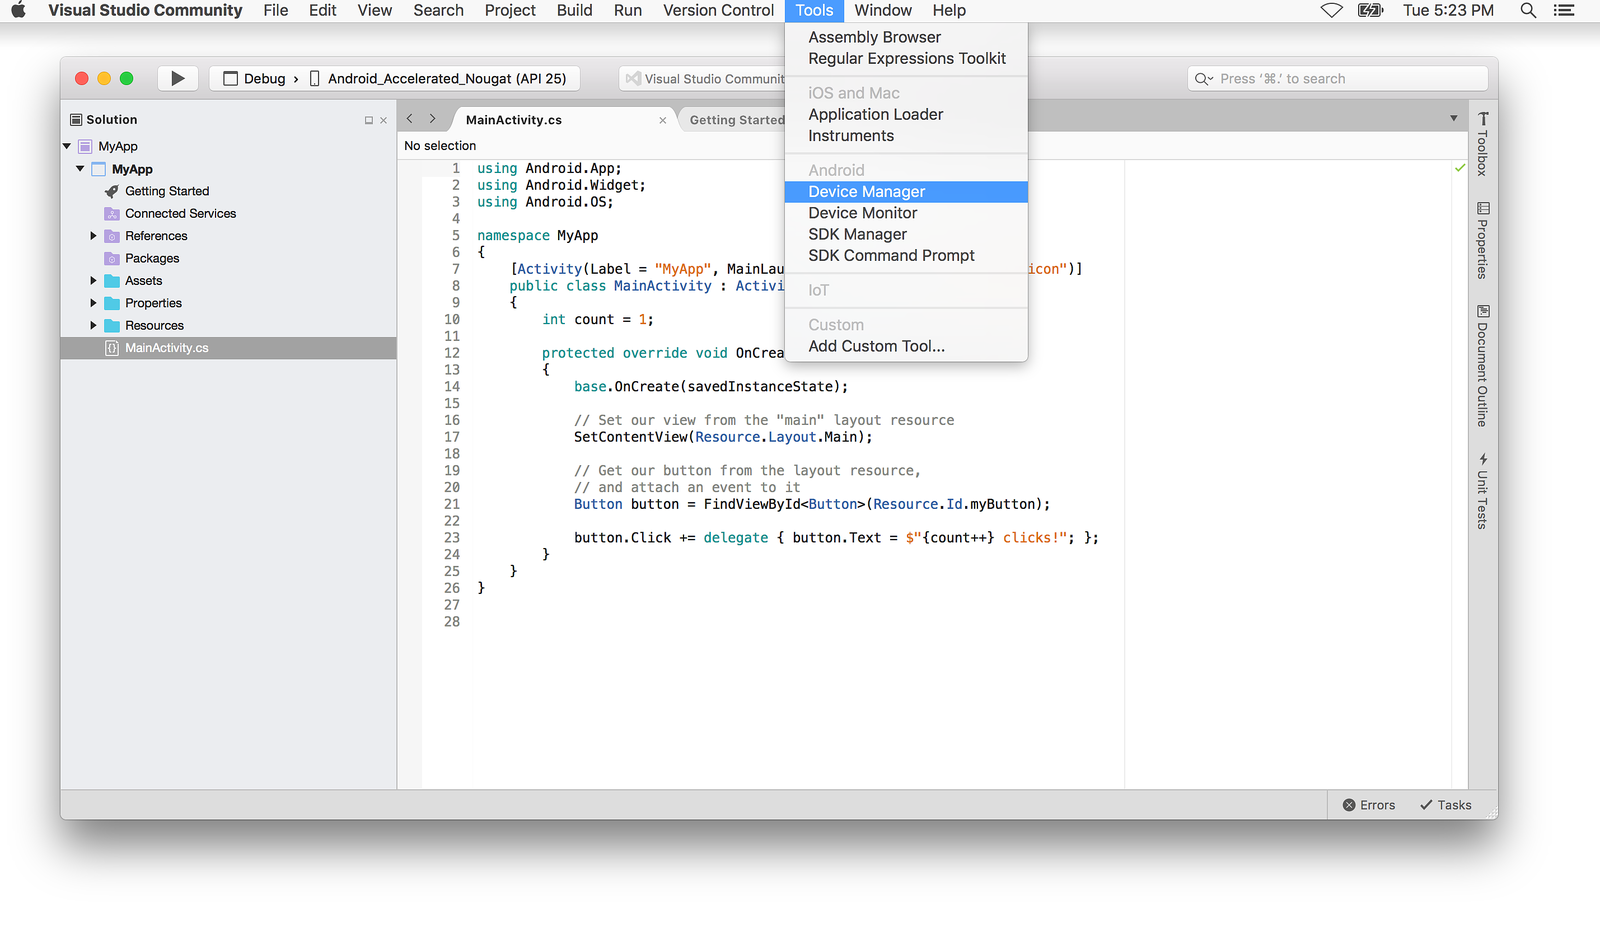 Visual Studio Community File Edit View Search Project Build Run Version Control Tools Window Help Tue 5:23 PM
Assembly Browser
Regular Expressions Toolkit
iOS and Mac
Application Loader
Instruments
Android
Device Manager
Device Monitor
SDK Manager
SDK Command Prompt
IoT
Custom
Add Custom Tool...
Debug › Android_Accelerated_Nougat (API 25)
Visual Studio Communit
Press ‘⌘.’ to search
Solution
MyApp
MyApp
Getting Started
Connected Services
References
Packages
Assets
Properties
Resources
MainActivity.cs
MainActivity.cs
Getting Started
No selection
1 using Android.App;
2 using Android.Widget;
3 using Android.OS;
4
5 namespace MyApp
6 {
7 [Activity(Label = "MyApp", MainLau icon")]
8 public class MainActivity : Activi
9 {
10 int count = 1;
11
12 protected override void OnCrea
13 {
14 base.OnCreate(savedInstanceState);
15
16 // Set our view from the "main" layout resource
17 SetContentView(Resource.Layout.Main);
18
19 // Get our button from the layout resource,
20 // and attach an event to it
21 Button button = FindViewById<Button>(Resource.Id.myButton);
22
23 button.Click += delegate { button.Text = $"{count++} clicks!"; };
24 }
25 }
26 }
27
28
Toolbox
Properties
Document Outline
Unit Tests
Errors
Tasks